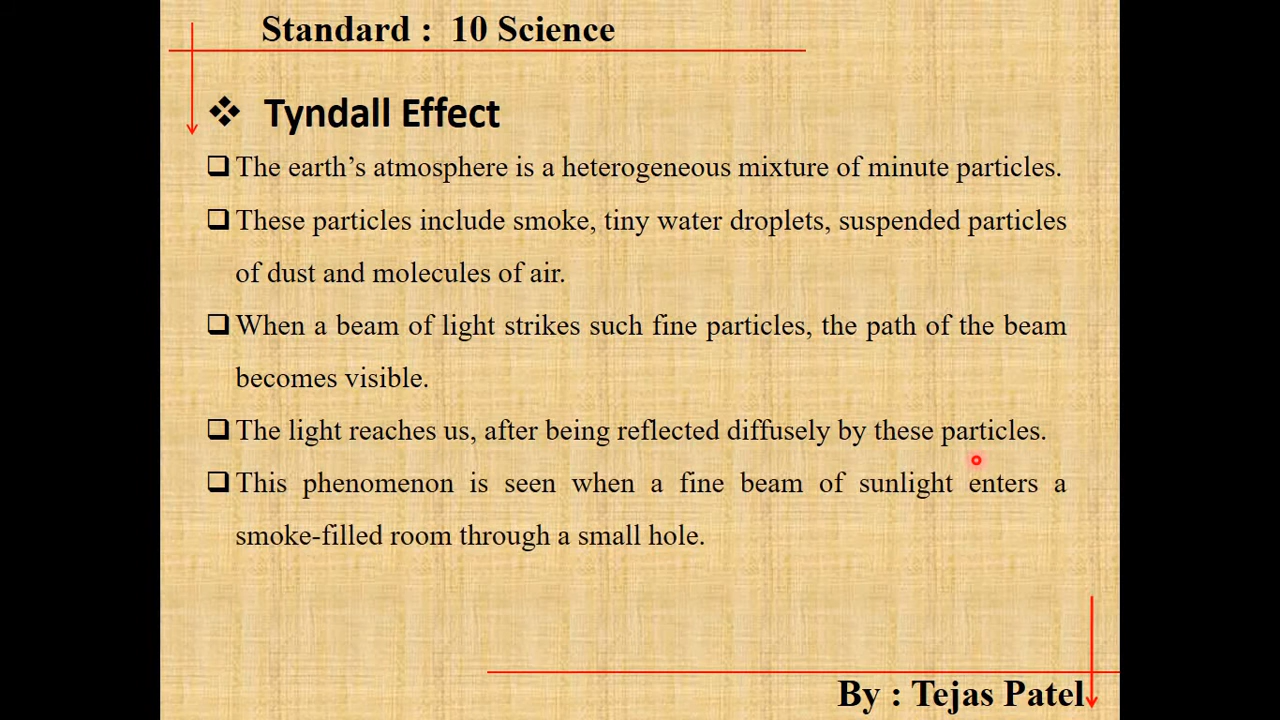 Standard : 10 Science
Tyndall Effect
The earth’s atmosphere is a heterogeneous mixture of minute particles.
These particles include smoke, tiny water droplets, suspended particles
of dust and molecules of air.
When a beam of light strikes such fine particles, the path of the beam
becomes visible.
The light reaches us, after being reflected diffusely by these particles.
This phenomenon is seen when a fine beam of sunlight enters a
smoke-filled room through a small hole.
By : Tejas Patel